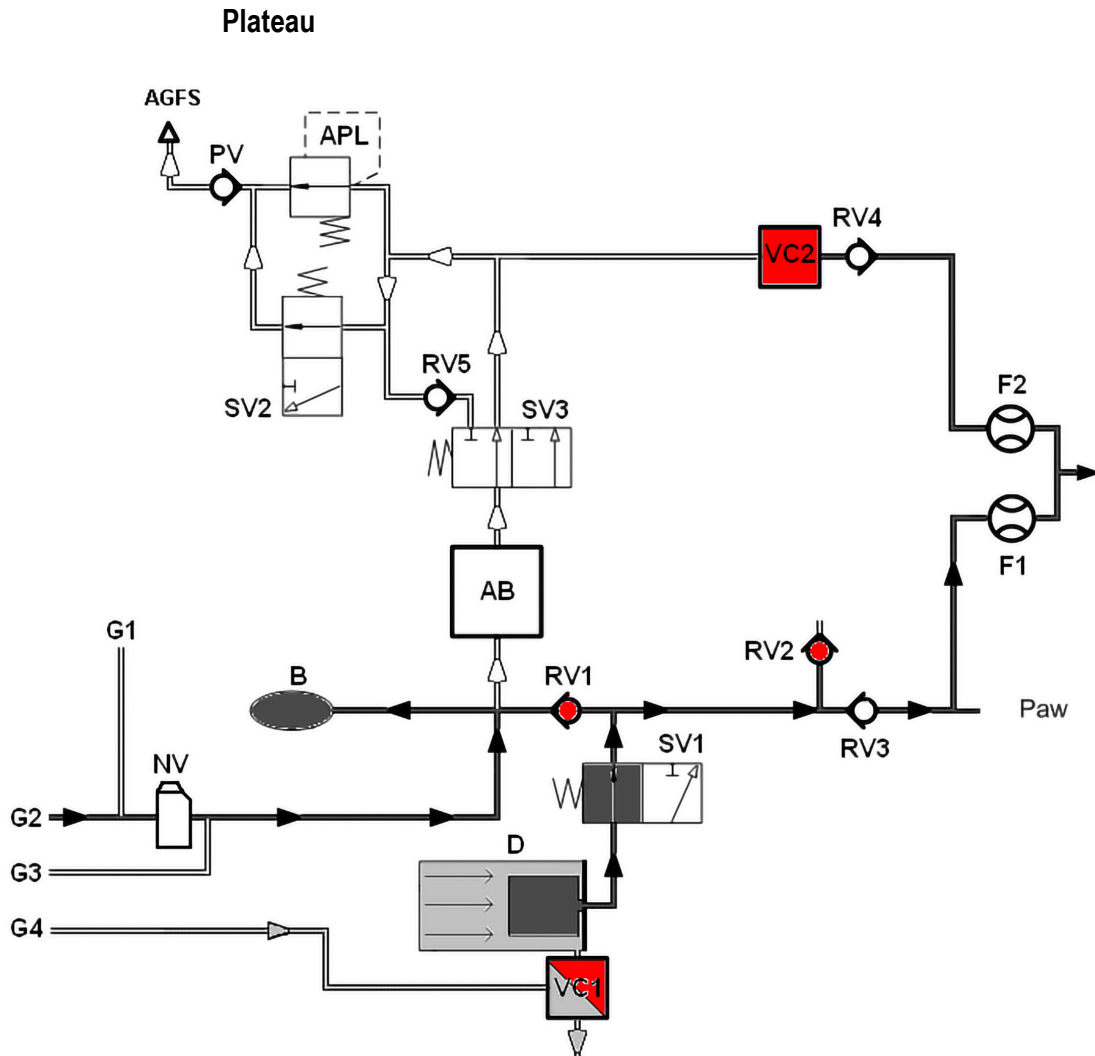 Plateau
AGFS
PV
APL
RV4
VC2
RV5
SV2
SV3
F2
F1
AB
G1
B
RV1
RV2
RV3
Paw
NV
SV1
G2
D
G3
G4
VC1